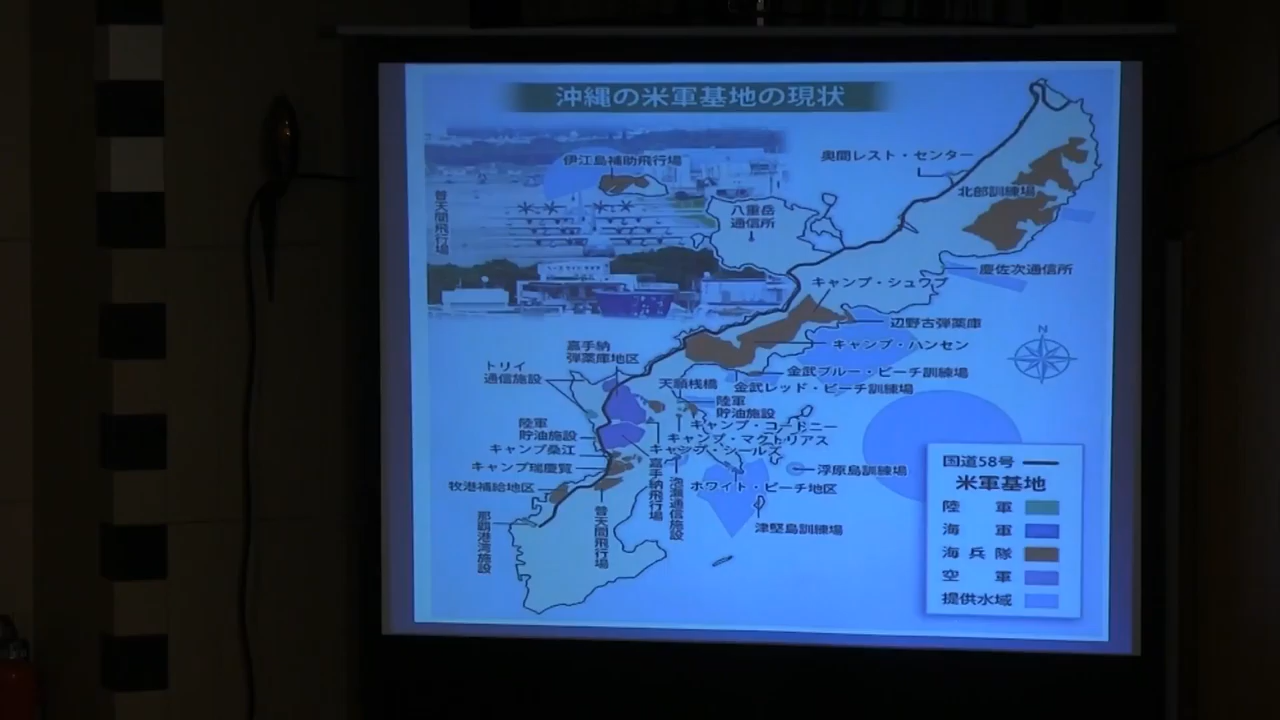 沖縄の米軍基地の現状
伊江島補助飛行場
奥間レスト・センター
普天間飛行場
北部訓練場
八重岳
通信所
慶佐次通信所
キャンプ・シュワブ
辺野古弾薬庫
キャンプ・ハンセン
N
嘉手納
弾薬庫地区
トリイ
通信施設
金武ブルー・ビーチ訓練場
天願桟橋
金武レッド・ビーチ訓練場
陸軍
貯油施設
キャンプ・コートニー
陸軍
貯油施設
キャンプ・マクトリアス
キャンプ桑江
キャンプ・シールズ
キャンプ瑞慶覧
浮原島訓練場
嘉手納飛行場
泡瀬通信施設
牧港補給地区
ホワイト・ビーチ地区
那覇港湾施設
普天間飛行場
津堅島訓練場
国道58号
米軍基地
陸軍
海軍
海兵隊
空軍
提供水域